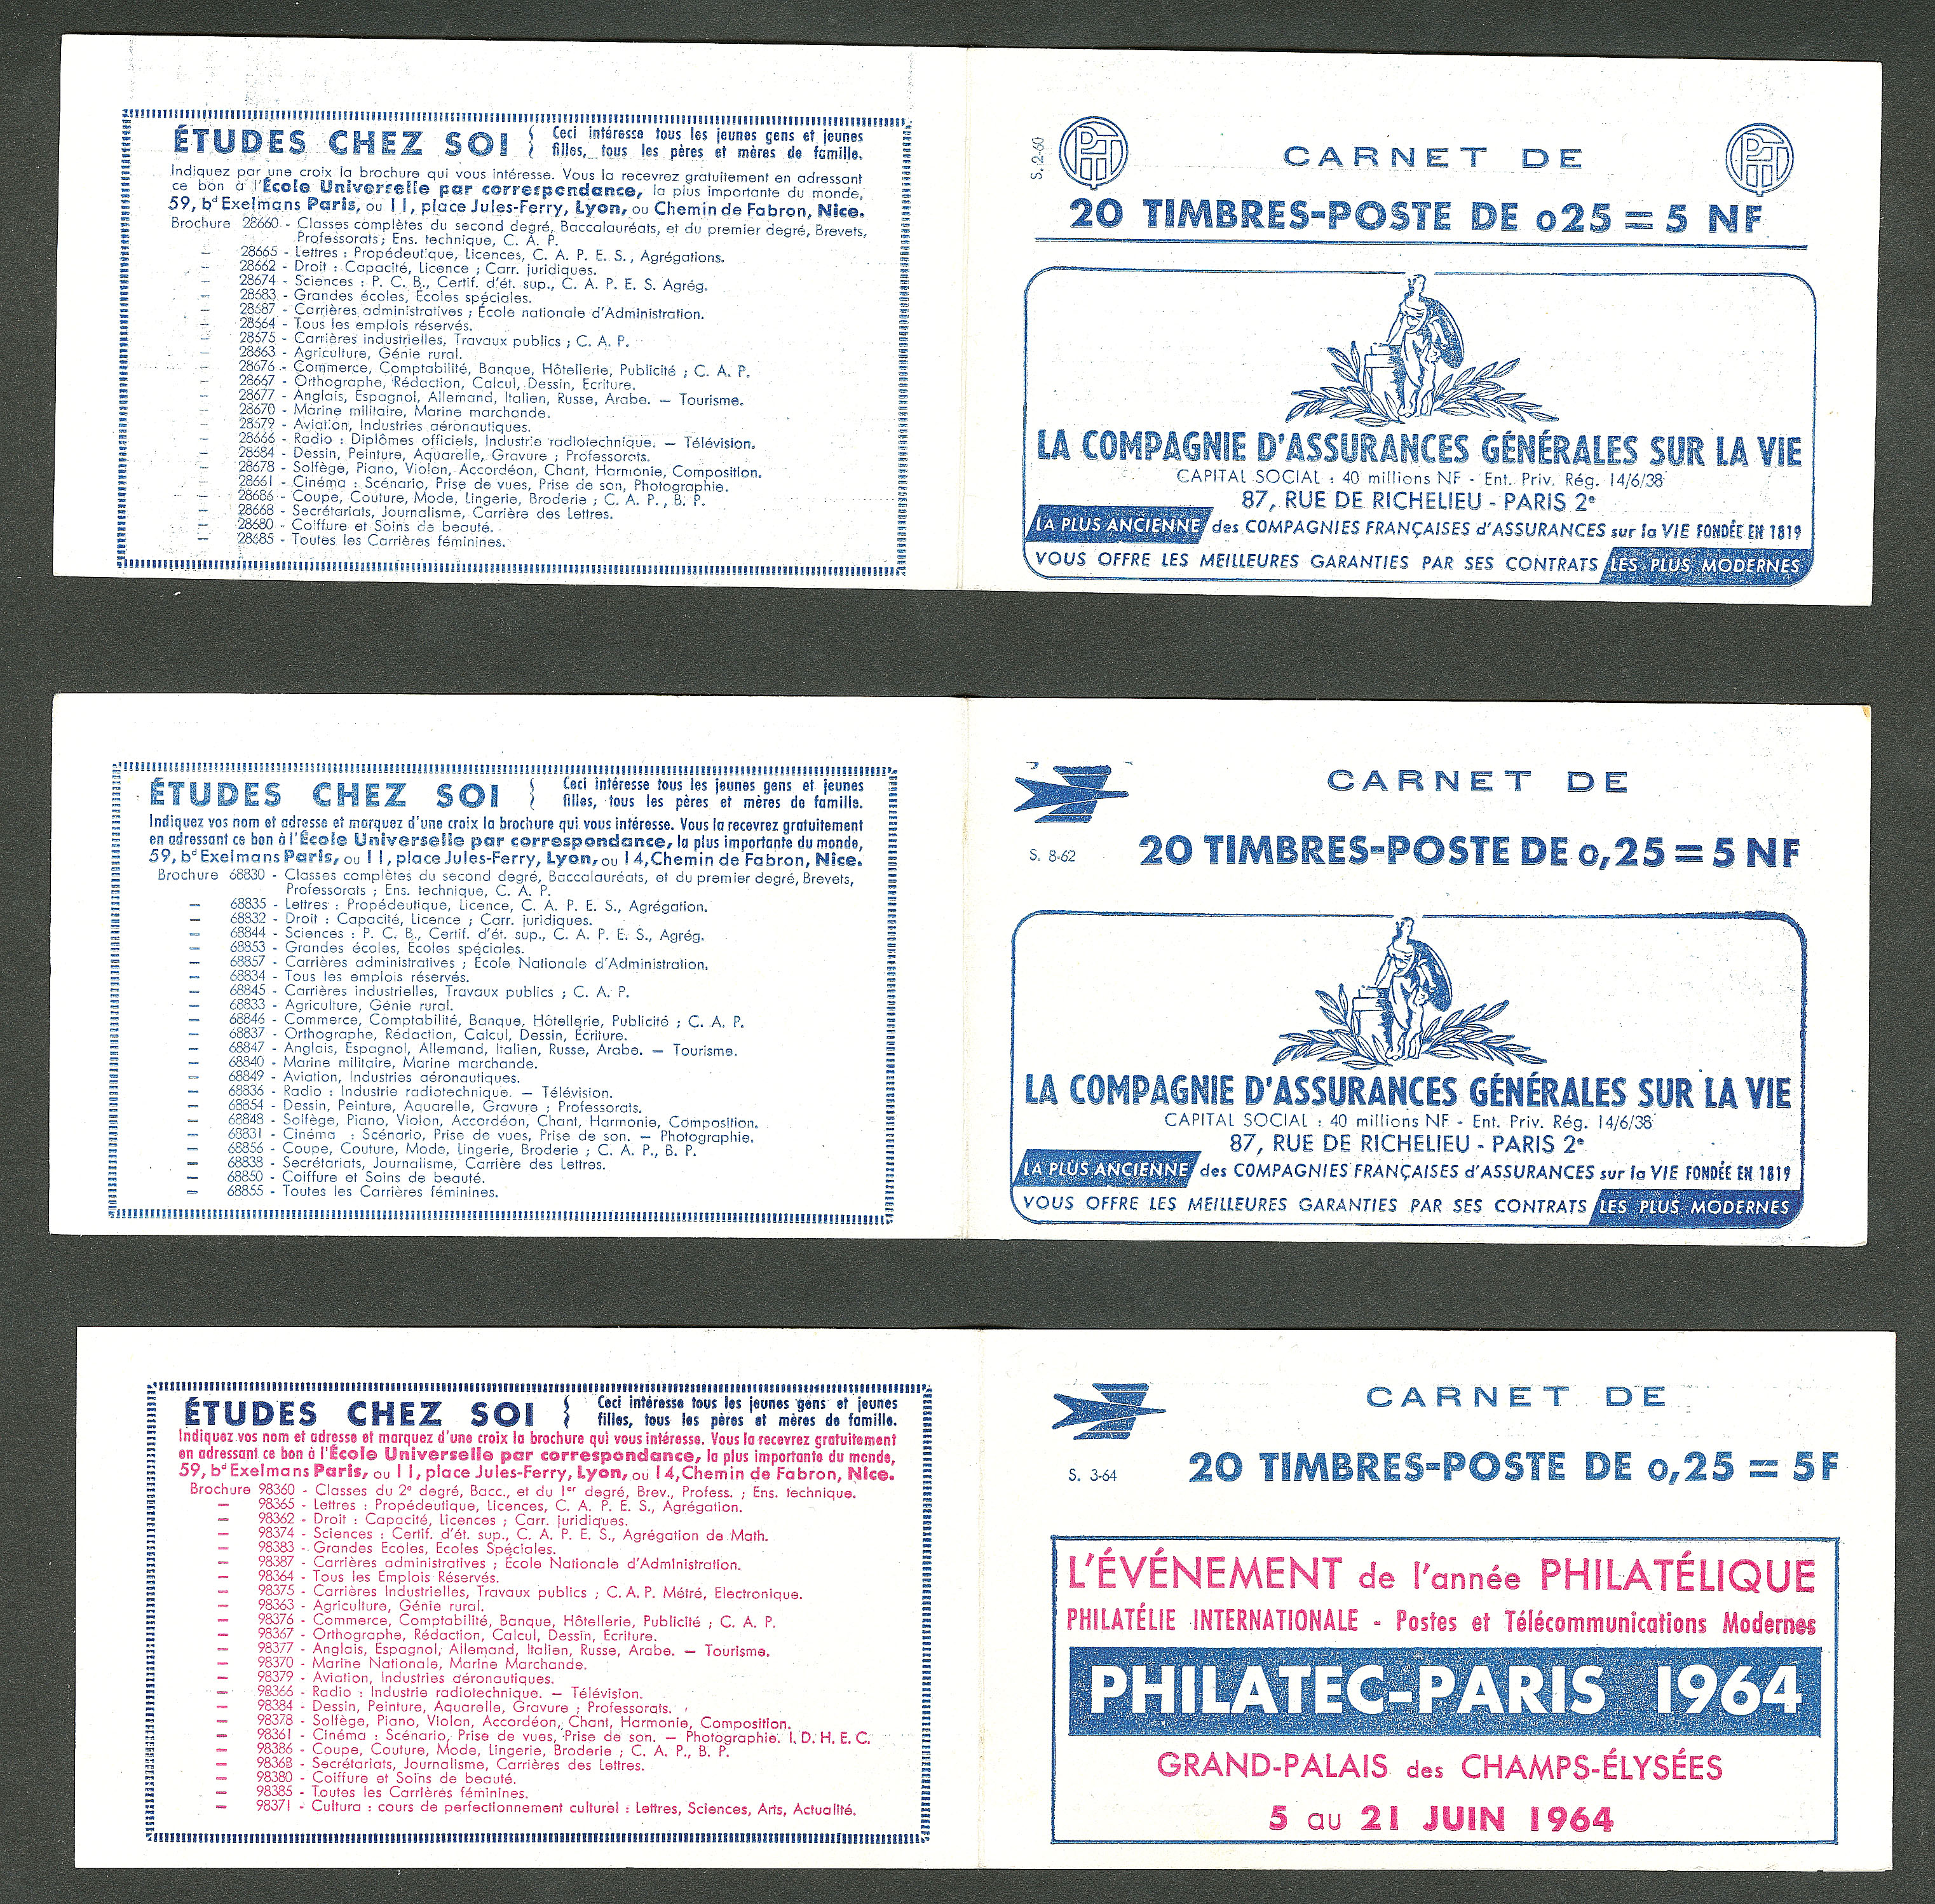 ÉTUDES CHEZ SOI
Ceci intéresse tous les jeunes gens et jeunes
filles, tous les pères et mères de famille.
Indiquez par une croix la brochure qui vous intéresse. Vous la recevrez gratuitement en adressant
ce bon à l'École Universelle par correspondance, la plus importante du monde,
59, bd Exelmans Paris, ou 11, place Jules-Ferry, Lyon, ou Chemin de Fabron, Nice.
Brochure 28660 - Classes complètes du second degré, Baccalauréats, et du premier degré, Brevets,
Professorats; Ens. technique, C. A. P.
— 28665 - Lettres : Propédeutique, Licences, C. A. P. E. S., Agrégations.
— 28662 - Droit : Capacité, Licence ; Carr. juridiques.
— 28674 - Sciences : P. C. B., Certif. d'ét. sup., C. A. P. E. S. Agrég.
— 28683 - Grandes écoles, Écoles spéciales.
— 28687 - Carrières administratives ; École nationale d'Administration.
— 28664 - Tous les emplois réservés.
— 28675 - Carrières industrielles, Travaux publics ; C. A. P.
— 28663 - Agriculture, Génie rural.
— 28676 - Commerce, Comptabilité, Banque, Hôtellerie, Publicité ; C. A. P.
— 28667 - Orthographe, Rédaction, Calcul, Dessin, Ecriture.
— 28677 - Anglais, Espagnol, Allemand, Italien, Russe, Arabe. — Tourisme.
— 28670 - Marine militaire, Marine marchande.
— 28679 - Aviation, Industries aéronautiques.
— 28666 - Radio : Diplômes officiels, Industrie radiotechnique. — Télévision.
— 28684 - Dessin, Peinture, Aquarelle, Gravure ; Professorats.
— 28678 - Solfège, Piano, Violon, Accordéon, Chant, Harmonie, Composition.
— 28661 - Cinéma : Scénario, Prise de vues, Prise de son, Photographie.
— 28686 - Coupe, Couture, Mode, Lingerie, Broderie ; C. A. P., B. P.
— 28668 - Secrétariats, Journalisme, Carrière des Lettres.
— 28680 - Coiffure et Soins de beauté.
— 28685 - Toutes les Carrières féminines.
S. 2-60
PTT
CARNET DE
PTT
20 TIMBRES-POSTE DE 025 = 5 NF
LA COMPAGNIE D'ASSURANCES GÉNÉRALES SUR LA VIE
CAPITAL SOCIAL : 40 millions NF - Ent. Priv. Rég. 14/6/38
87, RUE DE RICHELIEU - PARIS 2e
LA PLUS ANCIENNE des COMPAGNIES FRANÇAISES d'ASSURANCES sur la VIE FONDÉE EN 1819
VOUS OFFRE LES MEILLEURES GARANTIES PAR SES CONTRATS LES PLUS MODERNES
ÉTUDES CHEZ SOI
Ceci intéresse tous les jeunes gens et jeunes
filles, tous les pères et mères de famille.
Indiquez vos nom et adresse et marquez d'une croix la brochure qui vous intéresse. Vous la recevrez gratuitement
en adressant ce bon à l'École Universelle par correspondance, la plus importante du monde,
59, bd Exelmans Paris, ou 11, place Jules-Ferry, Lyon, ou 14, Chemin de Fabron, Nice.
Brochure 68830 - Classes complètes du second degré, Baccalauréats, et du premier degré, Brevets,
Professorats ; Ens. technique, C. A. P.
— 68835 - Lettres : Propédeutique, Licence, C. A. P. E. S., Agrégation.
— 68832 - Droit : Capacité, Licence ; Carr. juridiques.
— 68844 - Sciences : P. C. B., Certif. d'ét. sup., C. A. P. E. S., Agrég.
— 68853 - Grandes écoles, Ecoles spéciales.
— 68857 - Carrières administratives ; École Nationale d'Administration.
— 68834 - Tous les emplois réservés.
— 68845 - Carrières industrielles, Travaux publics ; C. A. P.
— 68833 - Agriculture, Génie rural.
— 68846 - Commerce, Comptabilité, Banque, Hôtellerie, Publicité ; C. A. P.
— 68837 - Orthographe, Rédaction, Calcul, Dessin, Écriture.
— 68847 - Anglais, Espagnol, Allemand, Italien, Russe, Arabe. — Tourisme.
— 68840 - Marine militaire, Marine marchande.
— 68849 - Aviation, Industries aéronautiques.
— 68836 - Radio : Industrie radiotechnique. — Télévision.
— 68854 - Dessin, Peinture, Aquarelle, Gravure ; Professorats.
— 68848 - Solfège, Piano, Violon, Accordéon, Chant, Harmonie, Composition.
— 68831 - Cinéma : Scénario, Prise de vues, Prise de son. — Photographie.
— 68856 - Coupe, Couture, Mode, Lingerie, Broderie ; C. A. P., B. P.
— 68838 - Secrétariats, Journalisme, Carrière des Lettres.
— 68850 - Coiffure et Soins de beauté.
— 68855 - Toutes les Carrières féminines.
CARNET DE
S. 8-62
20 TIMBRES-POSTE DE 0,25 = 5 NF
LA COMPAGNIE D'ASSURANCES GÉNÉRALES SUR LA VIE
CAPITAL SOCIAL : 40 millions NF - Ent. Priv. Rég. 14/6/38
87, RUE DE RICHELIEU - PARIS 2e
LA PLUS ANCIENNE des COMPAGNIES FRANÇAISES d'ASSURANCES sur la VIE FONDÉE EN 1819
VOUS OFFRE LES MEILLEURES GARANTIES PAR SES CONTRATS LES PLUS MODERNES
ÉTUDES CHEZ SOI
Ceci intéresse tous les jeunes gens et jeunes
filles, tous les pères et mères de famille.
Indiquez vos nom et adresse et marquez d'une croix la brochure qui vous intéresse. Vous la recevrez gratuitement
en adressant ce bon à l'École Universelle par correspondance, la plus importante du monde,
59, bd Exelmans Paris, ou 11, place Jules-Ferry, Lyon, ou 14, Chemin de Fabron, Nice.
Brochure 98360 - Classes du 2e degré, Bacc., et du 1er degré, Brev., Profess. ; Ens. technique.
— 98365 - Lettres : Propédeutique, Licences, C. A. P. E. S., Agrégation.
— 98362 - Droit : Capacité, Licences ; Carr. juridiques.
— 98374 - Sciences : Certif. d'ét. sup., C. A. P. E. S., Agrégation de Math.
— 98383 - Grandes Ecoles, Ecoles Spéciales.
— 98387 - Carrières administratives ; École Nationale d'Administration.
— 98364 - Tous les Emplois Réservés.
— 98375 - Carrières Industrielles, Travaux publics ; C. A. P. Métré, Electronique.
— 98363 - Agriculture, Génie rural.
— 98376 - Commerce, Comptabilité, Banque, Hôtellerie, Publicité ; C. A. P.
— 98367 - Orthographe, Rédaction, Calcul, Dessin, Ecriture.
— 98377 - Anglais, Espagnol, Allemand, Italien, Russe, Arabe. — Tourisme.
— 98370 - Marine Nationale, Marine Marchande.
— 98379 - Aviation, Industries aéronautiques.
— 98366 - Radio : Industrie radiotechnique. — Télévision.
— 98384 - Dessin, Peinture, Aquarelle, Gravure ; Professorats.
— 98378 - Solfège, Piano, Violon, Accordéon, Chant, Harmonie, Composition.
— 98361 - Cinéma : Scénario, Prise de vues, Prise de son. — Photographie. I. D. H. E. C.
— 98386 - Coupe, Couture, Mode, Lingerie, Broderie ; C. A. P., B. P.
— 98368 - Secrétariats, Journalisme, Carrières des Lettres.
— 98380 - Coiffure et Soins de beauté.
— 98385 - Toutes les Carrières féminines.
— 98371 - Cultura : cours de perfectionnement culturel : Lettres, Sciences, Arts, Actualité.
CARNET DE
S. 3-64
20 TIMBRES-POSTE DE 0,25 = 5F
L'ÉVÉNEMENT de l'année PHILATÉLIQUE
PHILATÉLIE INTERNATIONALE - Postes et Télécommunications Modernes
PHILATEC-PARIS 1964
GRAND-PALAIS des CHAMPS-ÉLYSÉES
5 au 21 JUIN 1964